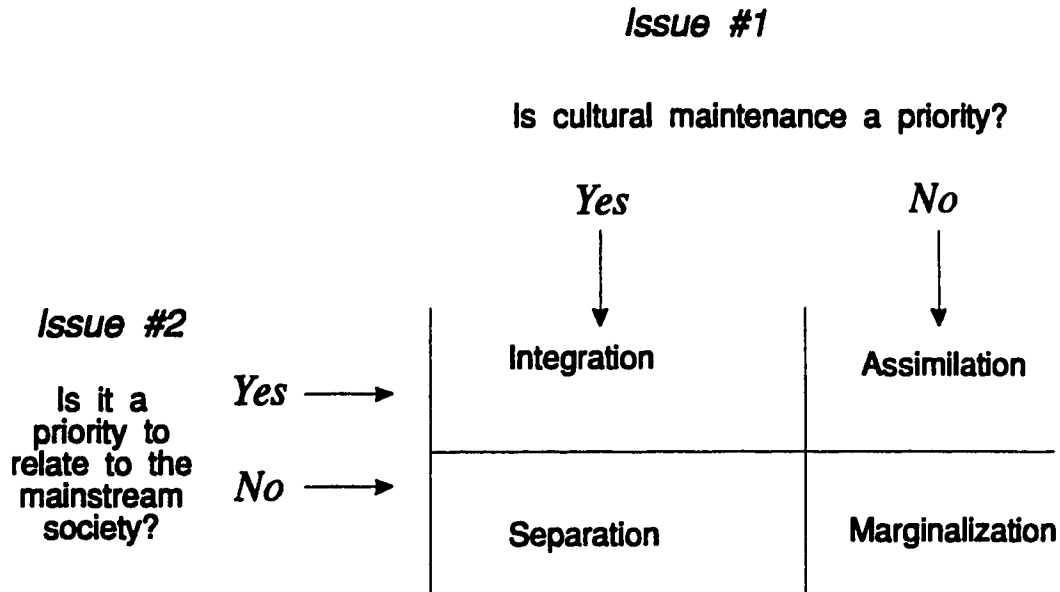 Issue #1
Is cultural maintenance a priority?
Yes
No
Issue #2
Is it a
priority to
relate to the
mainstream
society?
Yes
No
Integration
Assimilation
Separation
Marginalization